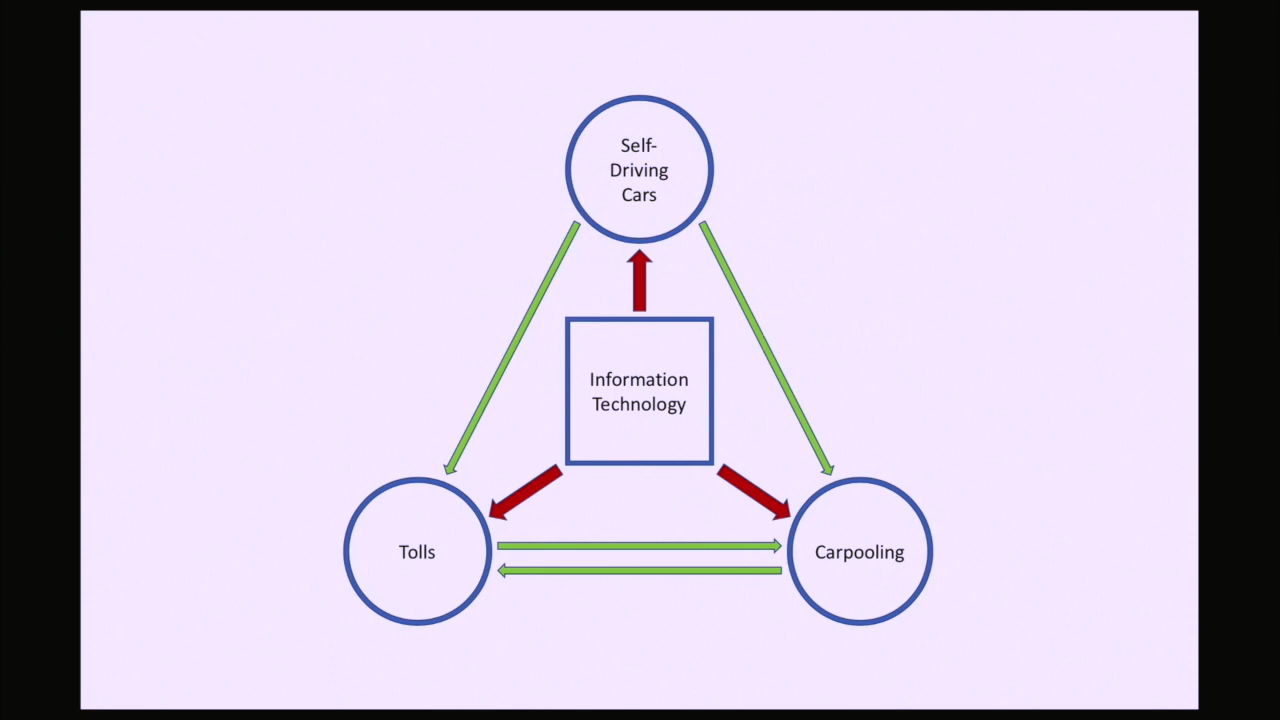 Self-
Driving
Cars
Information
Technology
Tolls
Carpooling